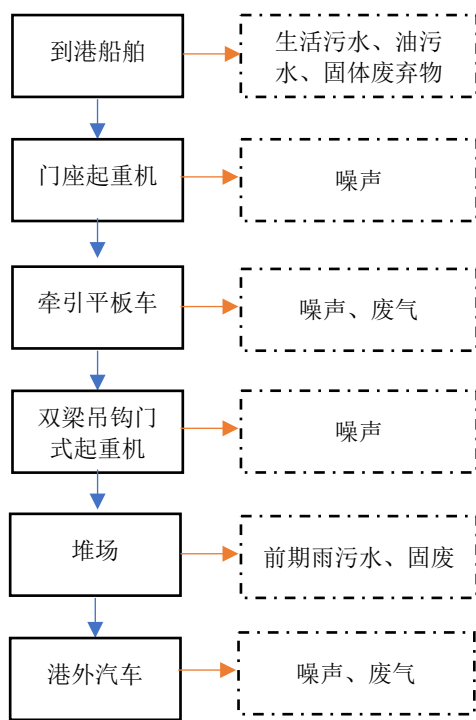 到港船舶
生活污水、油污
水、固体废弃物
门座起重机
噪声
牵引平板车
噪声、废气
双梁吊钩门
式起重机
噪声
堆场
前期雨污水、固废
港外汽车
噪声、废气